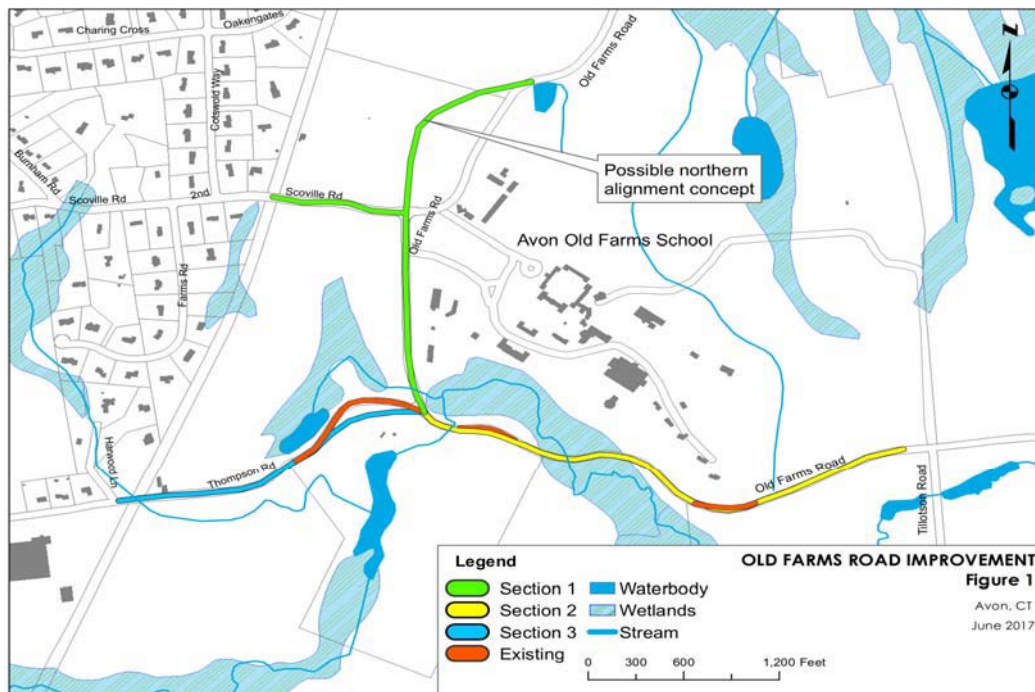 Oakengates
Charing Cross
Cotswold Way
Burnham Rd
Scoville Rd
2nd
Scoville Rd
Farms Rd
Old Farms Road
Possible northern
alignment concept
Old Farms Rd
Avon Old Farms School
Harwood Ln
Thompson Rd
Old Farms Road
Tillotson Road
N
Legend
Section 1
Section 2
Section 3
Existing
Waterbody
Wetlands
Stream
0 300 600 1,200 Feet
OLD FARMS ROAD IMPROVEMENT
Figure 1
Avon, CT
June 2017